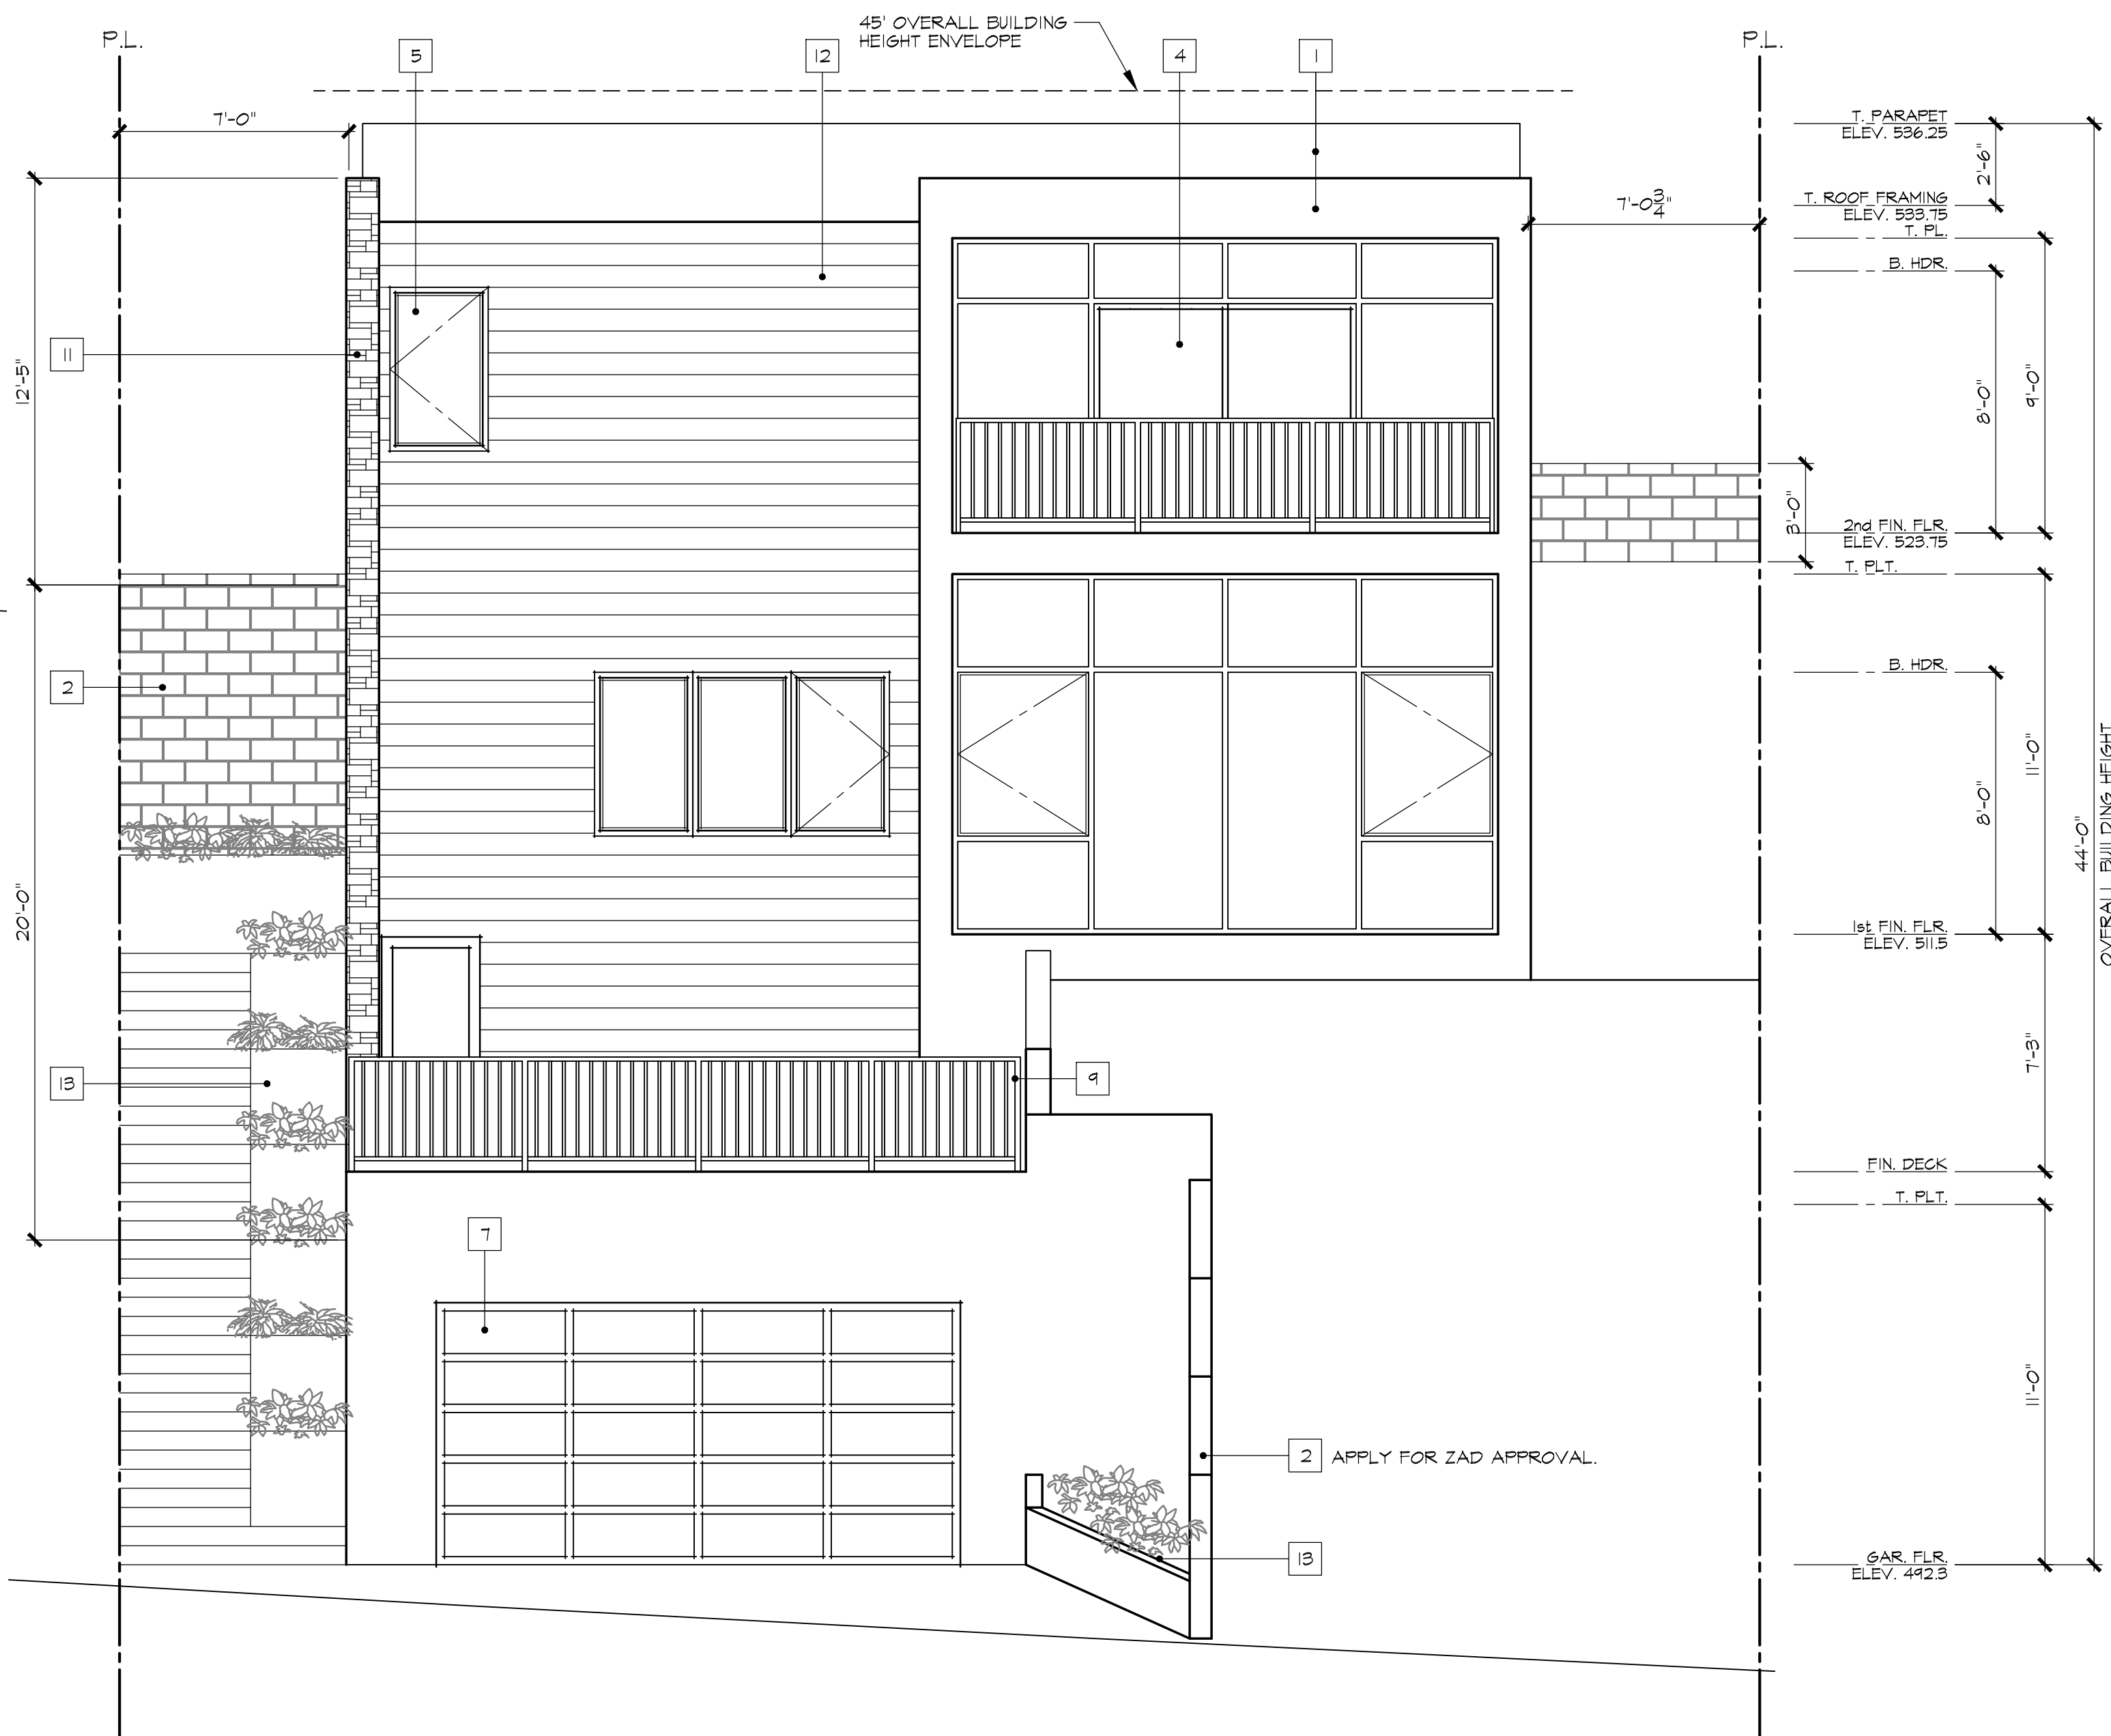 45' OVERALL BUILDING
HEIGHT ENVELOPE
P.L.
P.L.
5
12
4
1
7'-0"
T. PARAPET
ELEV. 536.25
2'-6"
T. ROOF FRAMING
ELEV. 533.75
7'-0 3/4"
T. PL.
B. HDR.
11
12'-5"
8'-0"
9'-0"
3'-0"
2nd FIN. FLR.
ELEV. 523.75
T. PLT.
2
B. HDR.
11'-0"
8'-0"
44'-0"
OVERALL BUILDING HEIGHT
20'-0"
1st FIN. FLR.
ELEV. 511.5
13
9
7'-3"
FIN. DECK
T. PLT.
7
11'-0"
2 APPLY FOR ZAD APPROVAL.
13
GAR. FLR.
ELEV. 492.3